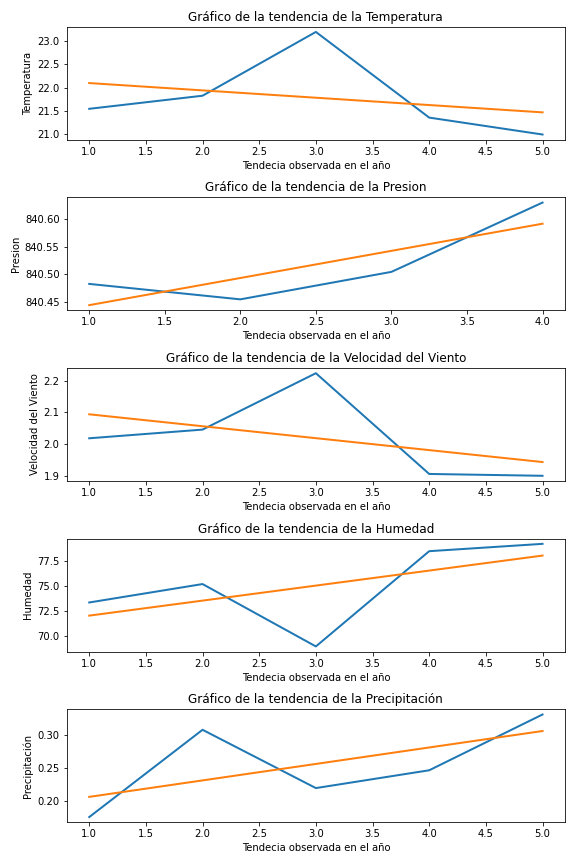 Gráfico de la tendencia de la Temperatura
23.0
22.5
22.0
21.5
21.0
Temperatura
1.0 1.5 2.0 2.5 3.0 3.5 4.0 4.5 5.0
Tendecia observada en el año
Gráfico de la tendencia de la Presion
840.60
840.55
840.50
840.45
Presion
1.0 1.5 2.0 2.5 3.0 3.5 4.0
Tendecia observada en el año
Gráfico de la tendencia de la Velocidad del Viento
2.2
2.1
2.0
1.9
Velocidad del Viento
1.0 1.5 2.0 2.5 3.0 3.5 4.0 4.5 5.0
Tendecia observada en el año
Gráfico de la tendencia de la Humedad
77.5
75.0
72.5
70.0
Humedad
1.0 1.5 2.0 2.5 3.0 3.5 4.0 4.5 5.0
Tendecia observada en el año
Gráfico de la tendencia de la Precipitación
0.30
0.25
0.20
Precipitación
1.0 1.5 2.0 2.5 3.0 3.5 4.0 4.5 5.0
Tendecia observada en el año